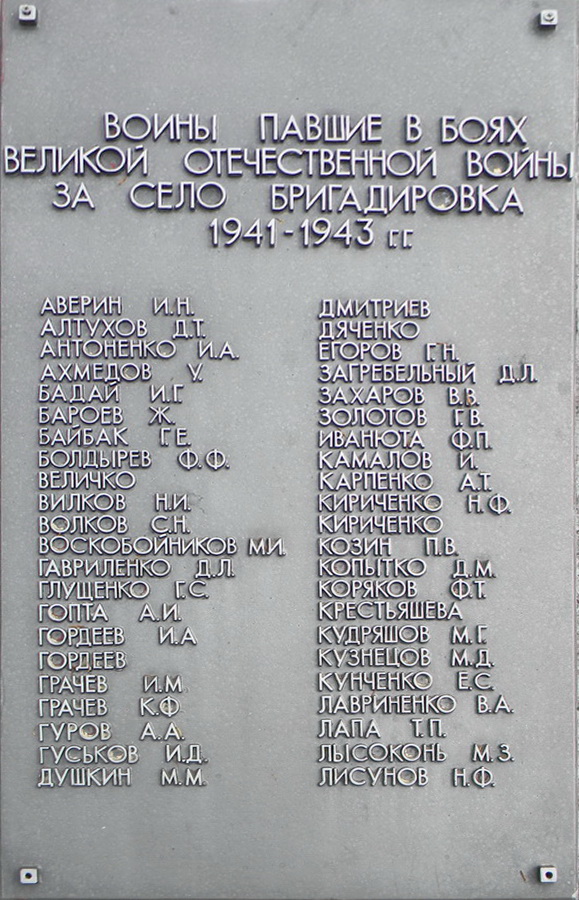 ВОИНЫ ПАВШИЕ В БОЯХ
ВЕЛИКОЙ ОТЕЧЕСТВЕННОЙ ВОЙНЫ
ЗА СЕЛО БРИГАДИРОВКА
1941-1943 г.г.
АВЕРИН И.Н.
АЛТУХОВ Д.Т.
АНТОНЕНКО И.А.
АХМЕДОВ У.
БАДАЙ И.Г.
БАРОЕВ Ж.
БАЙБАК Г.Е.
БОЛДЫРЕВ Ф.Ф.
ВЕЛИЧКО
ВИЛКОВ Н.И.
ВОЛКОВ С.Н.
ВОСКОБОЙНИКОВ М.И.
ГАВРИЛЕНКО Д.Л.
ГЛУЩЕНКО Г.С.
ГОПТА А.И.
ГОРДЕЕВ И.А
ГОРДЕЕВ
ГРАЧЕВ И.М.
ГРАЧЕВ К.Ф.
ГУРОВ А.А.
ГУСЬКОВ И.Д.
ДУШКИН М.М.
ДМИТРИЕВ
ДЯЧЕНКО
ЕГОРОВ Г.Н.
ЗАГРЕБЕЛЬНЫЙ Д.Л.
ЗАХАРОВ В.В.
ЗОЛОТОВ Г.В.
ИВАНЮТА Ф.П.
КАМАЛОВ И.
КАРПЕНКО А.Т.
КИРИЧЕНКО Н.Ф.
КИРИЧЕНКО
КОЗИН П.В.
КОПЫТКО Д.М.
КОРЯКОВ Ф.Т.
КРЕСТЬЯШЕВА
КУДРЯШОВ М.Г.
КУЗНЕЦОВ М.Д.
КУНЧЕНКО Е.С.
ЛАВРИНЕНКО В.А.
ЛАПА Т.П.
ЛЫСОКОНЬ М.З.
ЛИСУНОВ Н.Ф.